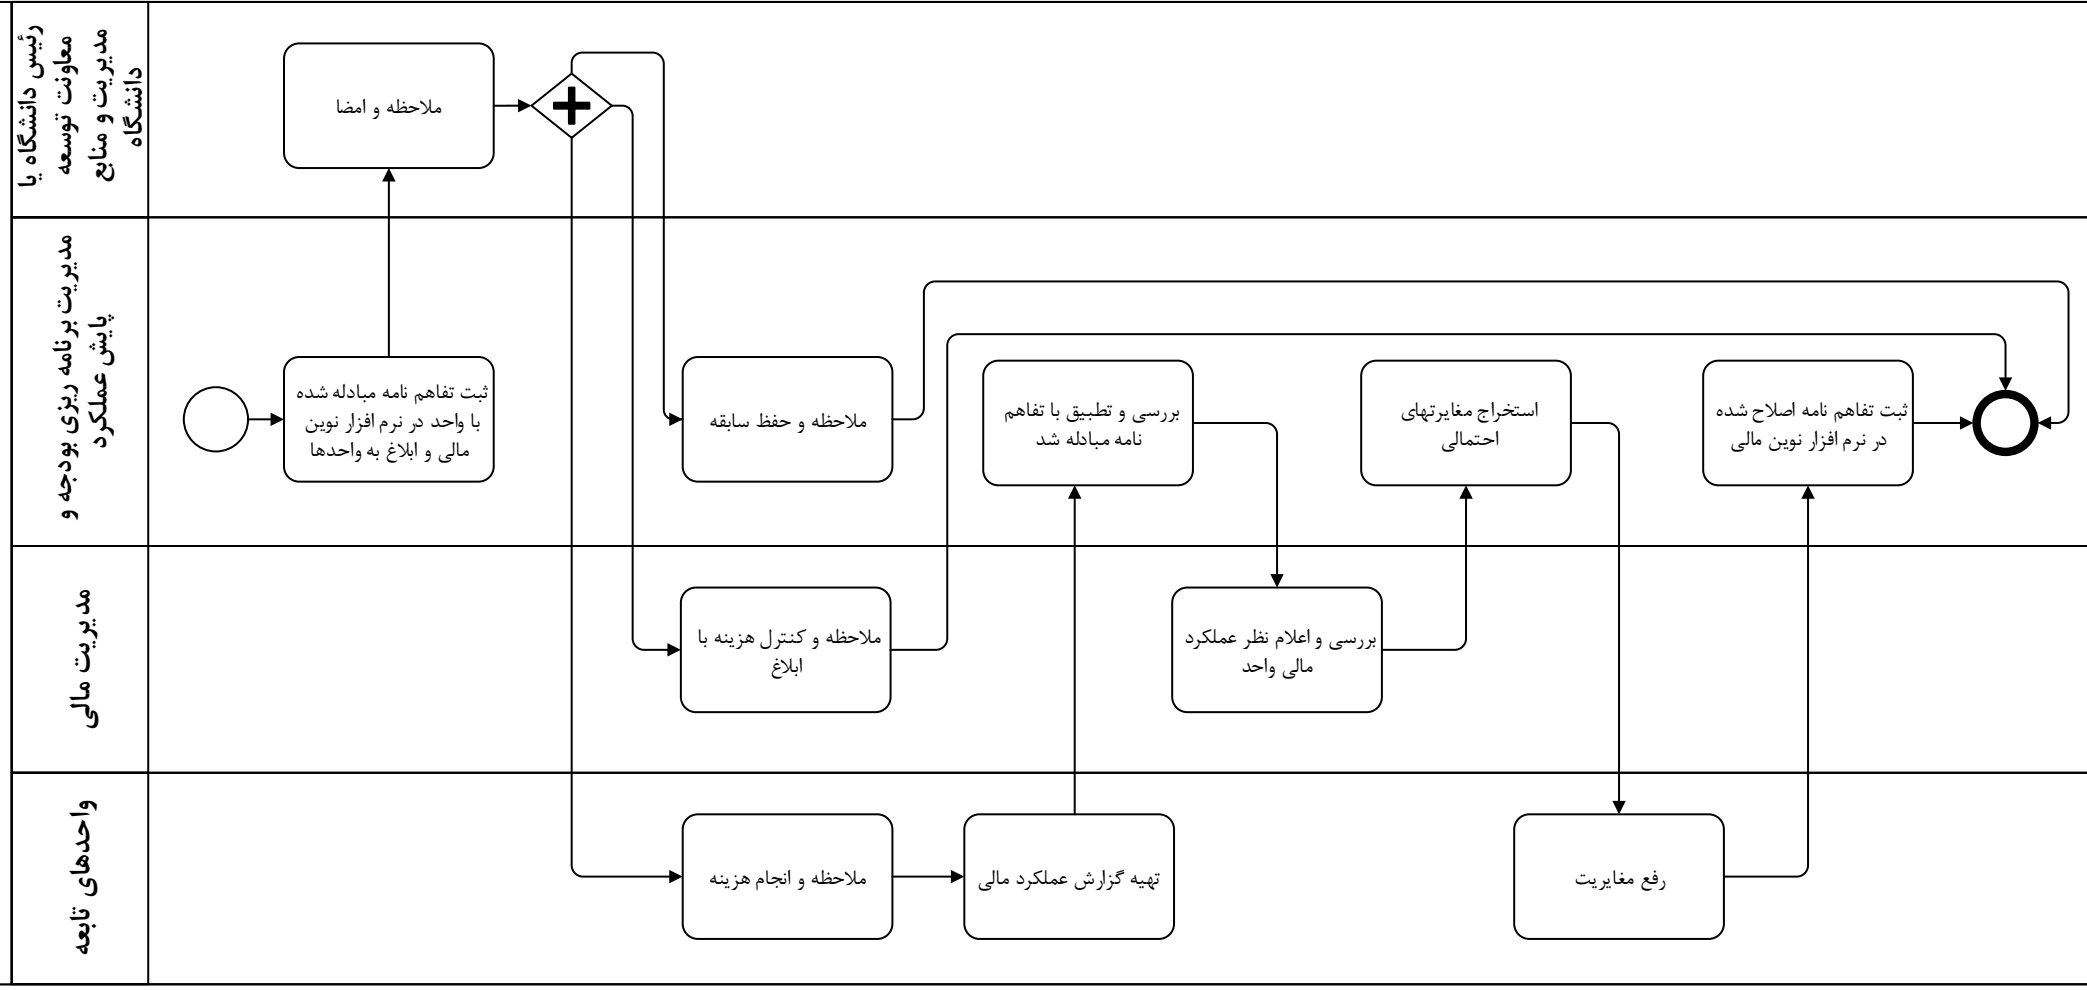 رئیس دانشگاه یا
معاونت توسعه
مدیریت و منابع
دانشگاه
ملاحظه و امضا
مدیریت برنامه ریزی بودجه و
پایش عملکرد
ثبت تفاهم نامه مبادله شده
با واحد در نرم افزار نوین
مالی و ابلاغ به واحدها
ملاحظه و حفظ سابقه
بررسی و تطبیق با تفاهم
نامه مبادله شد
استخراج مغایرتهای
احتمالی
ثبت تفاهم نامه اصلاح شده
در نرم افزار نوین مالی
مدیریت مالی
ملاحظه و کنترل هزینه با
ابلاغ
بررسی و اعلام نظر عملکرد
مالی واحد
واحدهای تابعه
ملاحظه و انجام هزینه
تهیه گزارش عملکرد مالی
رفع مغایریت